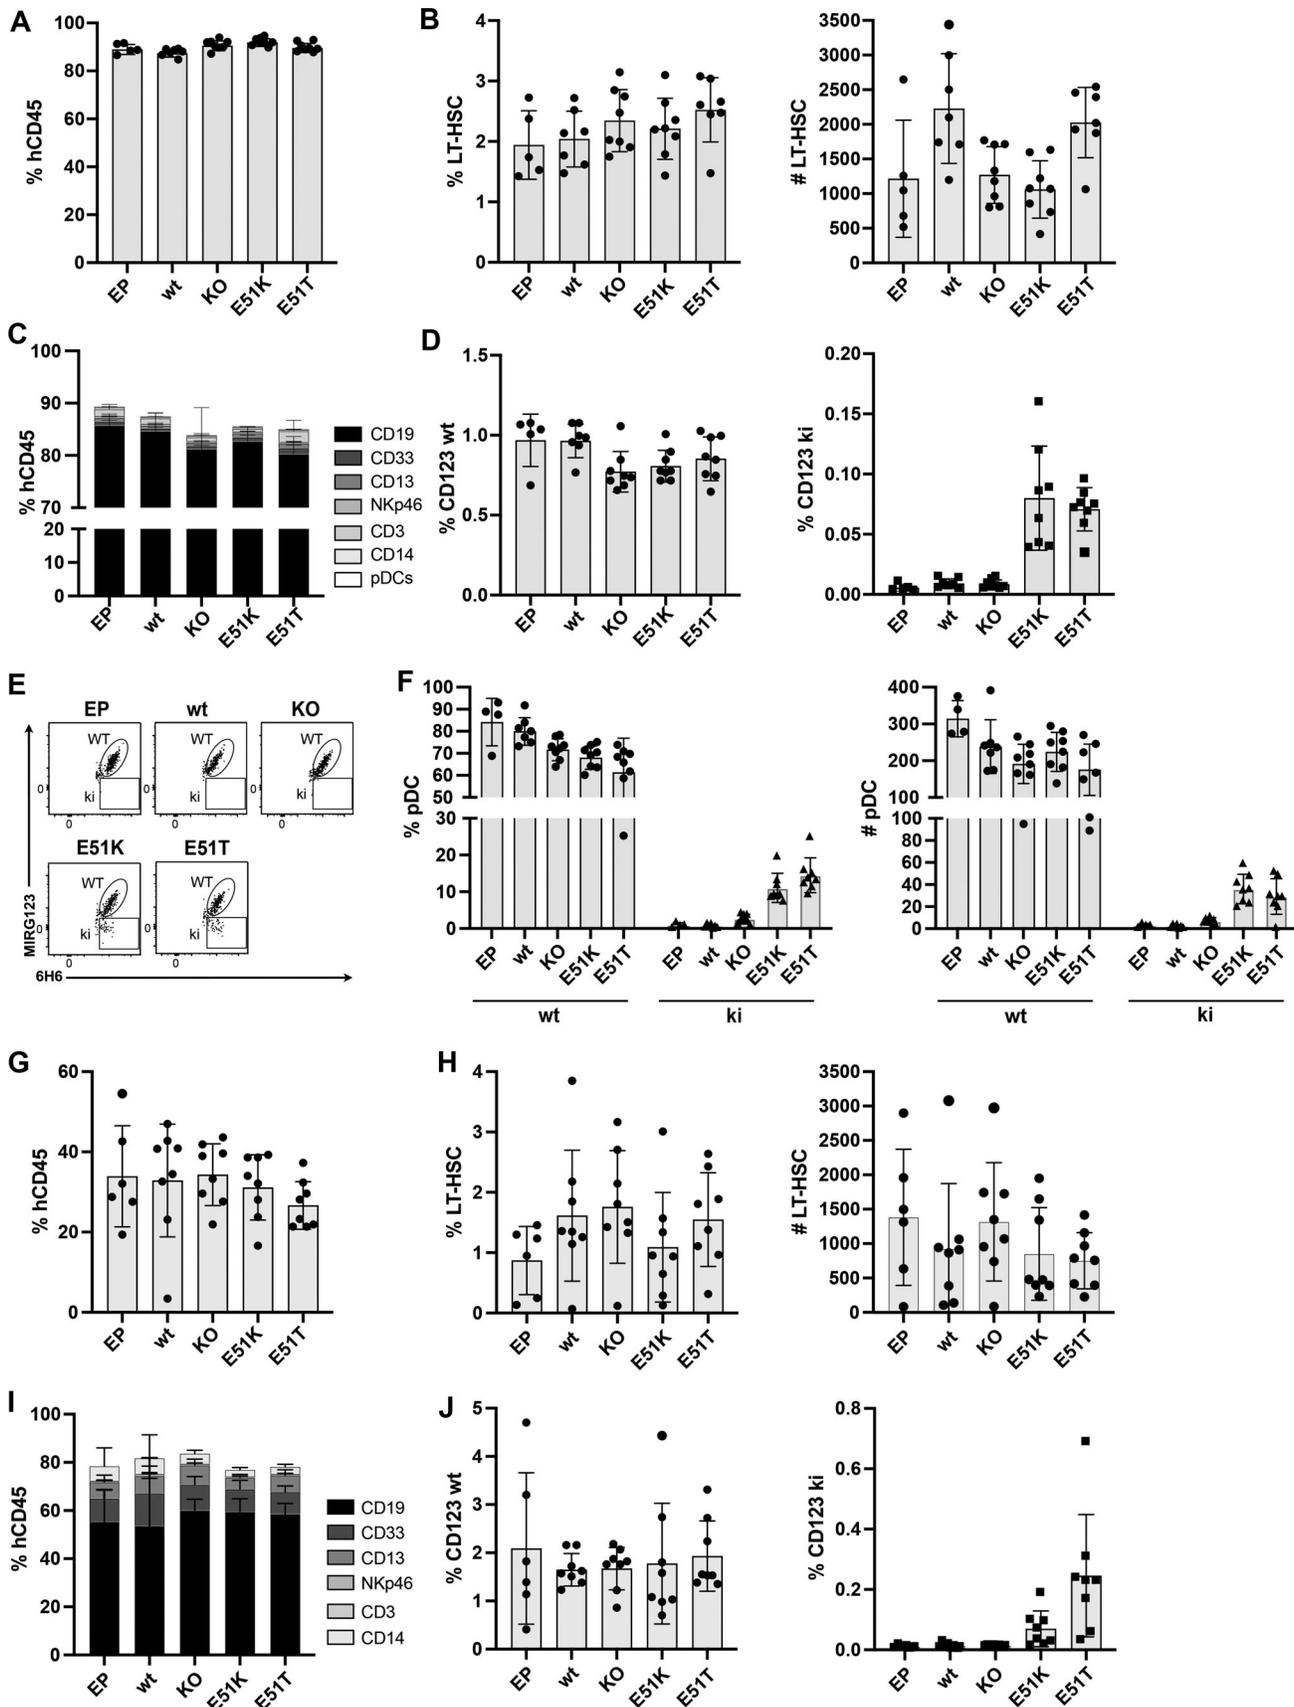 A
% hCD45
100
80
60
40
20
0
EP
wt
KO
E51K
E51T
B
% LT-HSC
4
3
2
1
0
EP
wt
KO
E51K
E51T
# LT-HSC
3500
3000
2500
2000
1500
1000
500
0
EP
wt
KO
E51K
E51T
C
% hCD45
100
90
80
70
20
10
0
EP
wt
KO
E51K
E51T
CD19
CD33
CD13
NKp46
CD3
CD14
pDCs
D
% CD123 wt
1.5
1.0
0.5
0.0
EP
wt
KO
E51K
E51T
% CD123 ki
0.20
0.15
0.10
0.05
0.00
EP
wt
KO
E51K
E51T
E
EP
wt
KO
WT
ki
0
0
WT
ki
0
0
WT
ki
0
0
E51K
E51T
WT
ki
0
0
WT
ki
0
0
MIRG123
6H6
F
% pDC
100
90
80
70
60
50
30
20
10
0
EP
wt
KO
E51K
E51T
EP
wt
KO
E51K
E51T
wt
ki
# pDC
400
300
200
100
100
80
60
40
20
0
EP
wt
KO
E51K
E51T
EP
wt
KO
E51K
E51T
wt
ki
G
% hCD45
60
40
20
0
EP
wt
KO
E51K
E51T
H
% LT-HSC
4
3
2
1
0
EP
wt
KO
E51K
E51T
# LT-HSC
3500
3000
2500
2000
1500
1000
500
0
EP
wt
KO
E51K
E51T
I
% hCD45
100
80
60
40
20
0
EP
wt
KO
E51K
E51T
CD19
CD33
CD13
NKp46
CD3
CD14
J
% CD123 wt
5
4
3
2
1
0
EP
wt
KO
E51K
E51T
% CD123 ki
0.8
0.6
0.4
0.2
0.0
EP
wt
KO
E51K
E51T